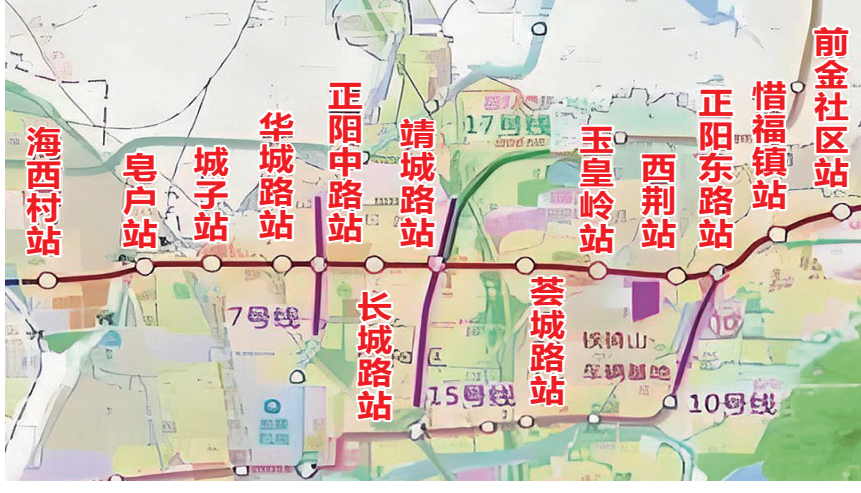 海西村站
皂户站
城子站
华城路站
正阳中路站
长城路站
靖城路站
荟城路站
玉皇岭站
西荆站
正阳东路站
惜福镇站
前金社区站
17号线
7号线
15号线
10号线